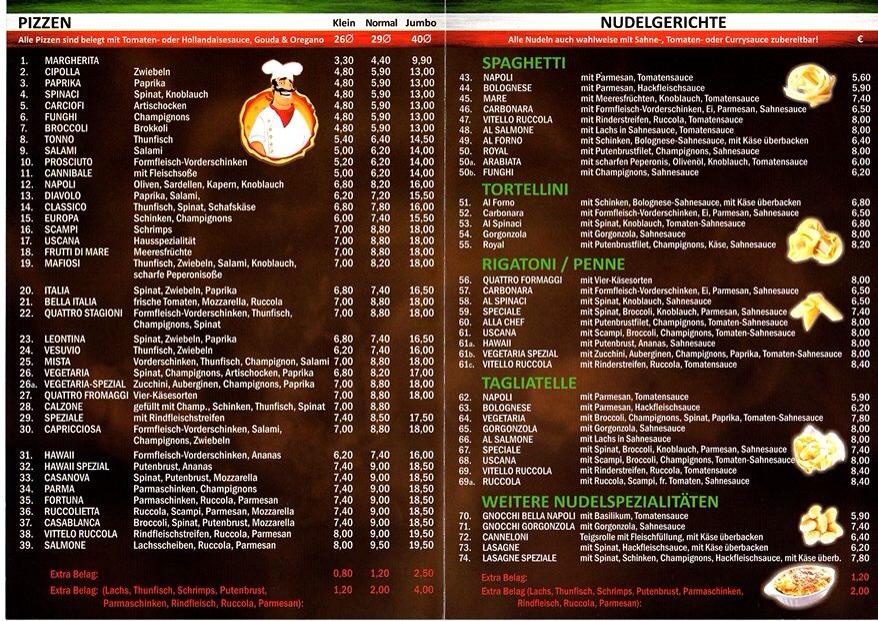 PIZZEN Klein Normal Jumbo
Alle Pizzen sind belegt mit Tomaten- oder Hollandaisesauce, Gouda & Oregano 26Ø 29Ø 40Ø
1. MARGHERITA 3,30 4,40 9,90
2. CIPOLLA Zwiebeln 4,80 5,90 13,00
3. PAPRIKA Paprika 4,80 5,90 13,00
4. SPINACI Spinat, Knoblauch 4,80 5,90 13,00
5. CARCIOFI Artischocken 4,80 5,90 13,00
6. FUNGHI Champignons 4,80 5,90 13,00
7. BROCCOLI Brokkoli 4,80 5,90 13,00
8. TONNO Thunfisch 5,40 6,40 14,50
9. SALAMI Salami 5,00 6,20 14,00
10. PROSCIUTO Formfleisch-Vorderschinken 5,20 6,20 14,00
11. CANNIBALE mit Fleischsoße 5,00 6,20 14,00
12. NAPOLI Oliven, Sardellen, Kapern, Knoblauch 6,80 8,20 16,00
13. DIAVOLO Paprika, Salami, 6,20 7,20 15,50
14. CLASSICO Thunfisch, Spinat, Schafskäse 6,80 7,80 16,00
15. EUROPA Schinken, Champignons 6,00 7,40 15,50
16. SCAMPI Schrimps 7,00 8,80 18,00
17. USCANA Hausspezialität 7,00 8,80 18,00
18. FRUTTI DI MARE Meeresfrüchte 7,00 8,80 18,00
19. MAFIOSI Thunfisch, Zwiebeln, Salami, Knoblauch, 7,00 8,20 18,00
scharfe Peperonisoße
20. ITALIA Spinat, Zwiebeln, Paprika 6,80 7,40 16,50
21. BELLA ITALIA frische Tomaten, Mozzarella, Ruccola 7,00 8,80 18,00
22. QUATTRO STAGIONI Formfleisch-Vorderschinken, Thunfisch, 7,00 8,80 18,00
Champignons, Spinat
23. LEONTINA Spinat, Zwiebeln, Paprika 6,80 7,40 16,50
24. VESUVIO Thunfisch, Zwiebeln 6,20 7,40 16,00
25. MISTA Vorderschinken, Thunfisch, Champignon, Salami 7,00 8,80 18,00
26. VEGETARIA Spinat, Champignons, Artischocken, Paprika 6,80 8,20 17,00
26a. VEGETARIA-SPEZIAL Zucchini, Auberginen, Champignons, Paprika 7,00 8,80 18,00
27. QUATTRO FROMAGGI Vier-Käsesorten 7,00 8,80 18,00
28. CALZONE gefüllt mit Champ., Schinken, Thunfisch, Spinat 7,00 8,80
29. SPEZIALE mit Rindfleischstreifen 7,40 8,50 17,50
30. CAPRICCIOSA Formfleisch-Vorderschinken, Salami, 7,00 8,80 18,00
Champignons, Zwiebeln
31. HAWAII Formfleisch-Vorderschinken, Ananas 6,20 7,40 16,00
32. HAWAII SPEZIAL Putenbrust, Ananas 7,40 9,00 18,50
33. CASANOVA Spinat, Putenbrust, Mozzarella 7,40 9,00 18,50
34. PARMA Parmaschinken, Champignons 7,40 9,00 18,50
35. FORTUNA Parmaschinken, Ruccola, Parmesan 7,40 9,00 18,50
36. RUCCOLIETTA Ruccola, Scampi, Parmesan, Mozzarella 7,40 9,00 18,50
37. CASABLANCA Broccoli, Spinat, Putenbrust, Mozzarella 7,40 9,00 18,50
38. VITTELO RUCCOLA Rindfleischstreifen, Ruccola, Parmesan 8,00 9,00 19,50
39. SALMONE Lachsscheiben, Ruccola, Parmesan 8,00 9,50 19,50
Extra Belag: 0,80 1,20 2.50
Extra Belag: (Lachs, Thunfisch, Schrimps, Putenbrust, 1,20 2,00 4,00
Parmaschinken, Rindfleisch, Ruccola, Parmesan):
NUDELGERICHTE
Alle Nudeln auch wahlweise mit Sahne-, Tomaten- oder Currysauce zubereitbar! €
SPAGHETTI
43. NAPOLI mit Parmesan, Tomatensauce 5,60
44. BOLOGNESE mit Parmesan, Hackfleischsauce 5,90
45. MARE mit Meeresfrüchten, Knoblauch, Tomatensauce 7,40
46. CARBONARA mit Formfleisch-Vorderschinken, Ei, Parmesan, Sahnesauce 6,50
47. VITELLO RUCCOLA mit Rinderstreifen, Ruccola, Tomatensauce 8,00
48. AL SALMONE mit Lachs in Sahnesauce, Tomatensauce 8,00
49. AL FORNO mit Schinken, Bolognese-Sahnesauce, mit Käse überbacken 6,40
50. ROYAL mit Putenbrustfilet, Champignons, Sahnesauce 8,00
50a. ARABIATA mit scharfen Peperonis, Olivenöl, Knoblauch, Tomatensauce 6,00
50b. FUNGHI mit Champignons, Sahnesauce 6,20
TORTELLINI
51. Al Forno mit Schinken, Bolognese-Sahnesauce, mit Käse überbacken 6,80
52. Carbonara mit Formfleisch-Vorderschinken, Ei, Parmesan, Sahnesauce 6,50
53. Al Spinaci mit Spinat, Knoblauch, Tomaten-Sahnesauce 6,80
54. Gorgonzola mit Gorgonzola, Sahnesauce 6,80
55. Royal mit Putenbrustfilet, Champignons, Käse, Sahnesauce 8,20
RIGATONI / PENNE
56. QUATTRO FORMAGGI mit Vier-Käsesorten 8,00
57. CARBONARA mit Formfleisch-Vorderschinken, Ei, Parmesan, Sahnesauce 6,50
58. AL SPINACI mit Spinat, Knoblauch, Sahnesauce 6,50
59. SPECIALE mit Spinat, Broccoli, Knoblauch, Parmesan, Sahnesauce 7,40
60. ALLA CHEF mit Putenbrustfilet, Champignons, Tomaten-Sahnesauce 8,00
61. USCANA mit Scampi, Broccoli, Champignons, Tomaten-Sahnesauce 8,00
61a. HAWAII mit Putenbrust, Ananas, Sahnesauce 8,00
61b. VEGETARIA SPEZIAL mit Zucchini, Auberginen, Champignons, Paprika, Tomaten-Sahnesauce 8,00
61c. VITELLO RUCCOLA mit Rinderstreifen, Ruccola, Tomatensauce 8,40
TAGLIATELLE
62. NAPOLI mit Parmesan, Tomatensauce 5,90
63. BOLOGNESE mit Parmesan, Hackfleischsauce 6,20
64. VEGETARIA mit Broccoli, Champignons, Spinat, Paprika, Tomaten-Sahnesauce 7,80
65. GORGONZOLA mit Gorgonzola, Sahnesauce 8,00
66. AL SALMONE mit Lachs in Sahnesauce 8,00
67. SPECIALE mit Spinat, Broccoli, Knoblauch, Parmesan, Sahnesauce 7,40
68. USCANA mit Scampi, Broccoli, Champignons, Tomaten-Sahnesauce 8,00
69. VITELLO RUCCOLA mit Rinderstreifen, Ruccola, Tomatensauce 8,40
69a. RUCCOLA mit Ruccola, Scampi, fr. Tomaten, Sahnesauce 8,40
WEITERE NUDELSPEZIALITÄTEN
70. GNOCCHI BELLA NAPOLI mit Basilikum, Tomatensauce 5,90
71. GNOCCHI GORGONZOLA mit Gorgonzola, Sahnesauce 7,40
72. CANNELONI Teigsrolle mit Fleischfüllung, mit Käse überbacken 6,40
73. LASAGNE mit Spinat, Hackfleischsauce, mit Käse überbacken 6,20
74. LASAGNE SPEZIALE mit Spinat, Schinken, Champignons, Hackfleischsauce, mit Käse überb. 7,80
Extra Belag: 1.20
Extra Belag (Lachs, Thunfisch, Schrimps, Putenbrust, Parmaschinken, 2,00
Rindfleisch, Ruccola, Parmesan):